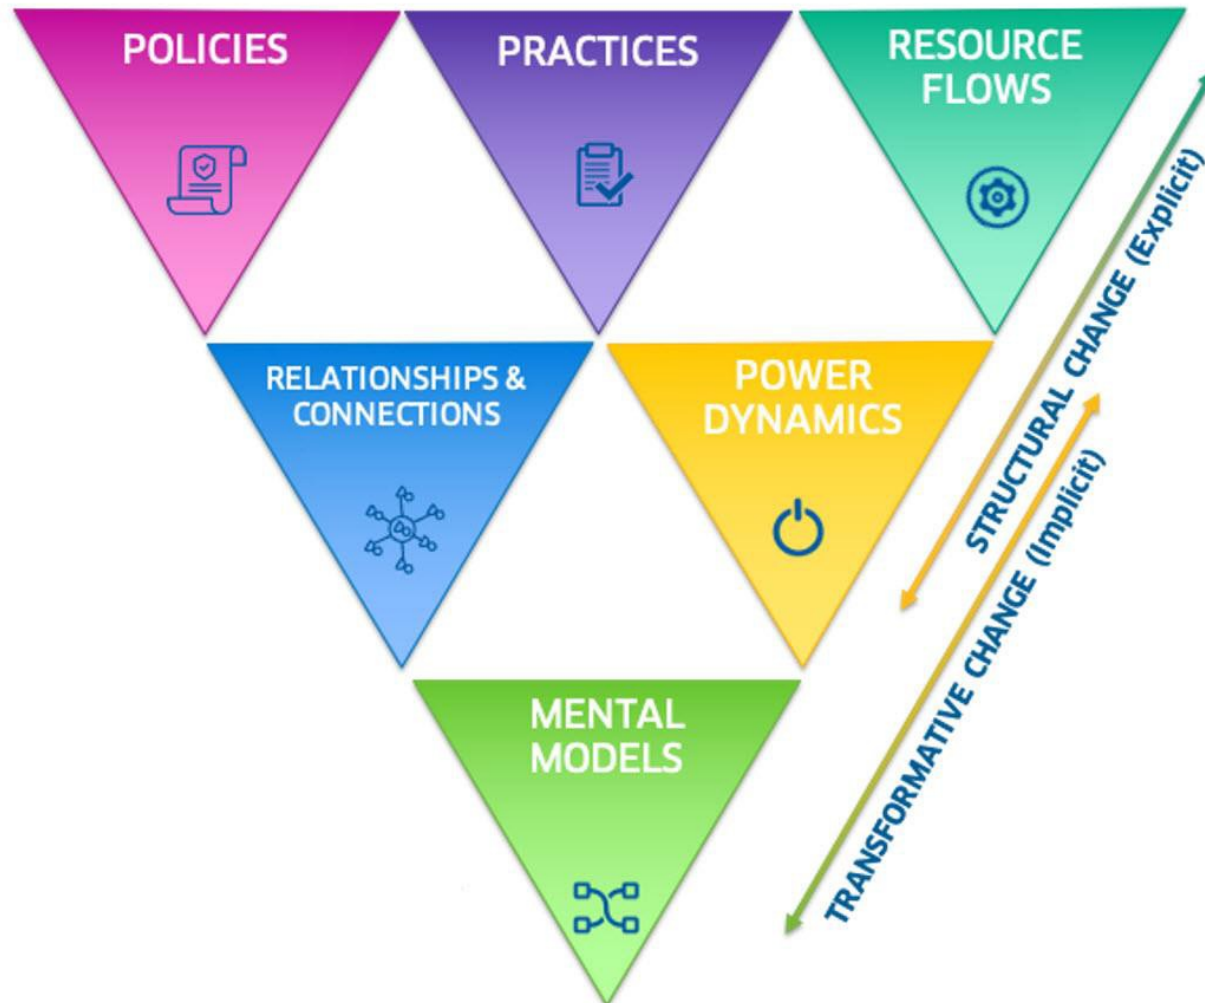 POLICIES
PRACTICES
RESOURCE
FLOWS
RELATIONSHIPS &
CONNECTIONS
POWER
DYNAMICS
MENTAL
MODELS
STRUCTURAL CHANGE (Explicit)
TRANSFORMATIVE CHANGE (Implicit)